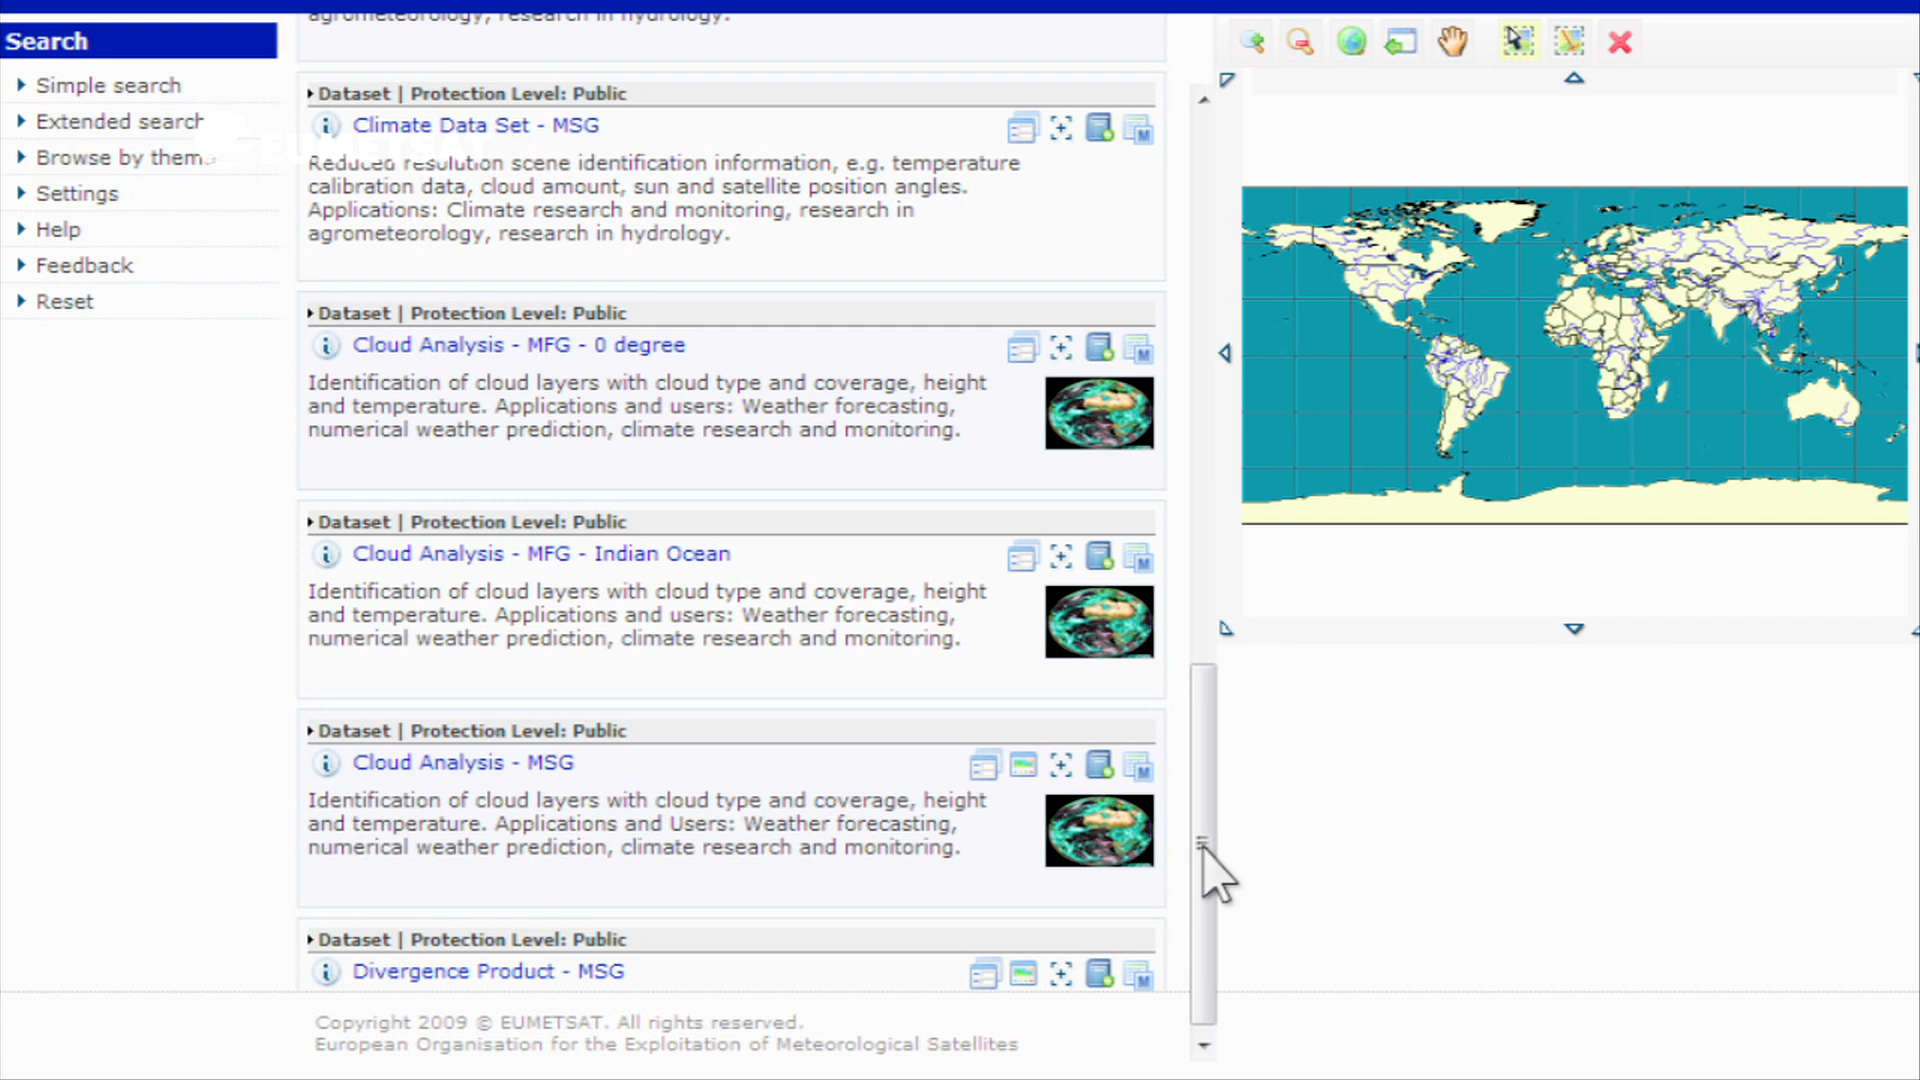 Search
Simple search
Extended search
Browse by theme
Settings
Help
Feedback
Reset
agrometeorology, research in hydrology.
Dataset | Protection Level: Public
Climate Data Set - MSG
Reduced resolution scene identification information, e.g. temperature
calibration data, cloud amount, sun and satellite position angles.
Applications: Climate research and monitoring, research in
agrometeorology, research in hydrology.
Dataset | Protection Level: Public
Cloud Analysis - MFG - 0 degree
Identification of cloud layers with cloud type and coverage, height
and temperature. Applications and users: Weather forecasting,
numerical weather prediction, climate research and monitoring.
Dataset | Protection Level: Public
Cloud Analysis - MFG - Indian Ocean
Identification of cloud layers with cloud type and coverage, height
and temperature. Applications and users: Weather forecasting,
numerical weather prediction, climate research and monitoring.
Dataset | Protection Level: Public
Cloud Analysis - MSG
Identification of cloud layers with cloud type and coverage, height
and temperature. Applications and Users: Weather forecasting,
numerical weather prediction, climate research and monitoring.
Dataset | Protection Level: Public
Divergence Product - MSG
Copyright 2009 © EUMETSAT. All rights reserved.
European Organisation for the Exploitation of Meteorological Satellites
EUMETSAT